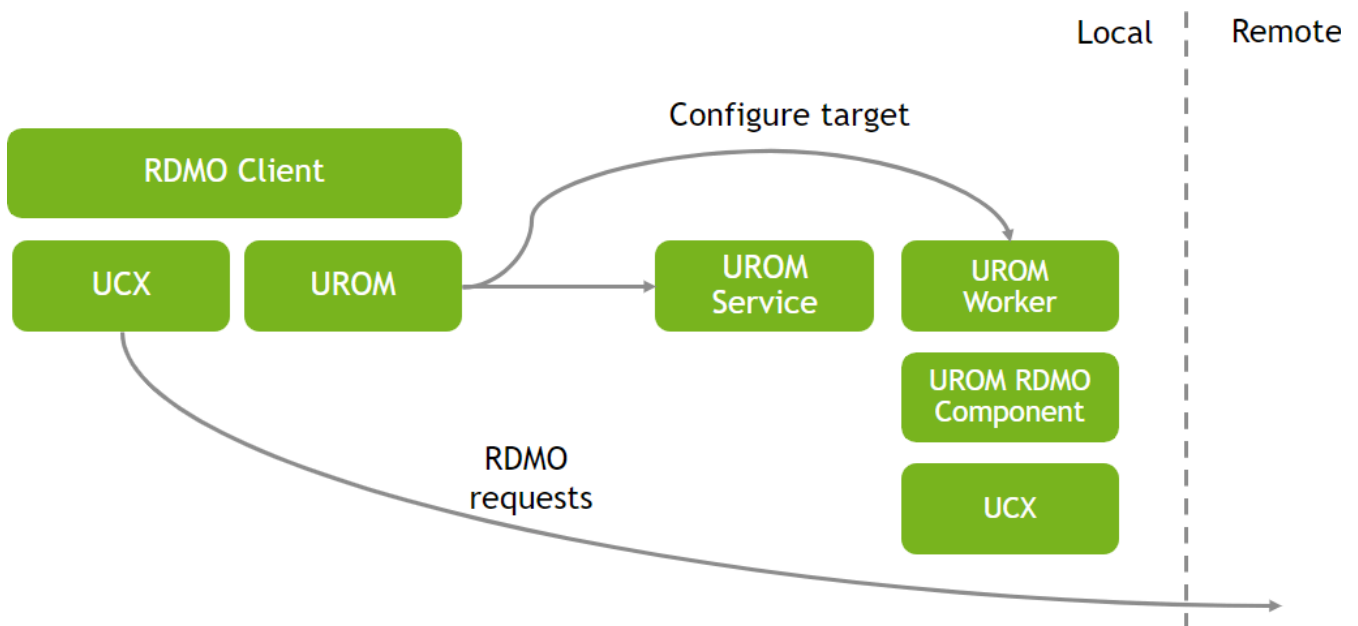 Local
Remote
Configure target
RDMO Client
UCX
UROM
UROM
Service
UROM
Worker
UROM RDMO
Component
RDMO
requests
UCX